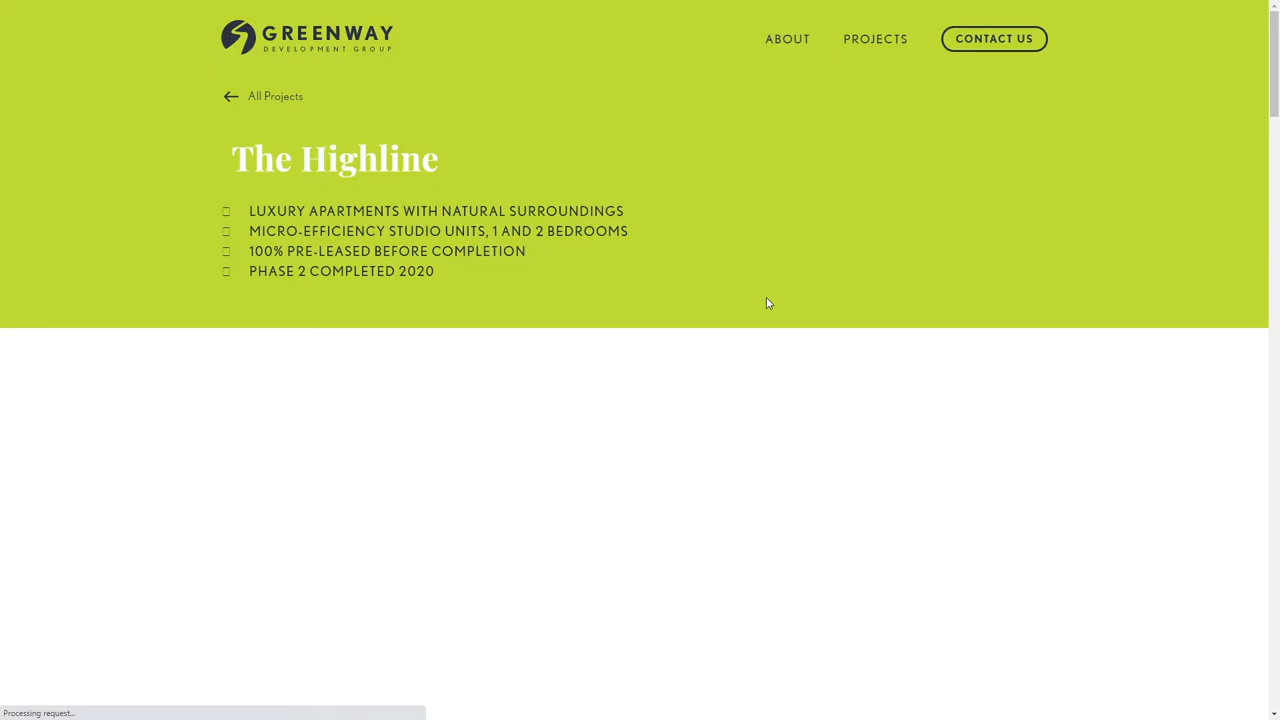 GREENWAY
DEVELOPMENT GROUP
ABOUT
PROJECTS
CONTACT US
All Projects
The Highline
LUXURY APARTMENTS WITH NATURAL SURROUNDINGS
MICRO-EFFICIENCY STUDIO UNITS, 1 AND 2 BEDROOMS
100% PRE-LEASED BEFORE COMPLETION
PHASE 2 COMPLETED 2020
Processing request...